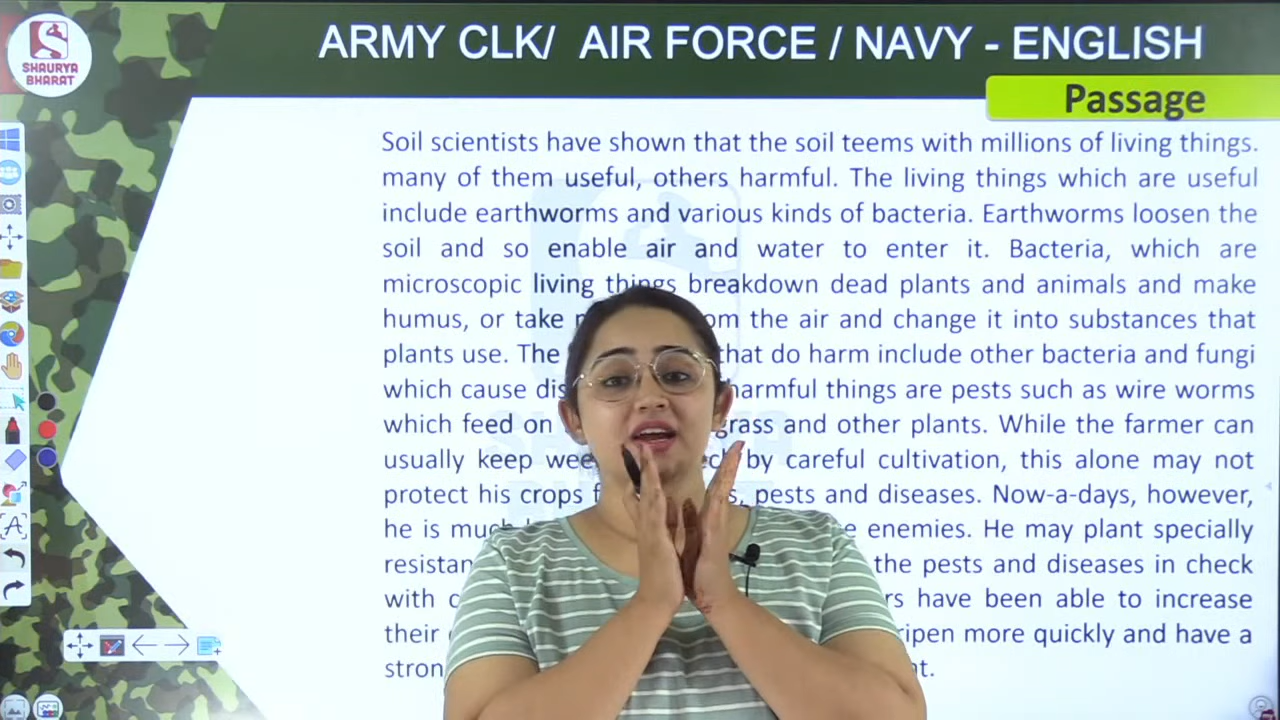 SHAURYA
BHARAT
ARMY CLK/ AIR FORCE / NAVY - ENGLISH
Passage
Soil scientists have shown that the soil teems with millions of living things.
many of them useful, others harmful. The living things which are useful
include earthworms and various kinds of bacteria. Earthworms loosen the
soil and so enable air and water to enter it. Bacteria, which are
microscopic living things breakdown dead plants and animals and make
humus, or take the air and change it into substances that
plants use. The that do harm include other bacteria and fungi
which cause harmful things are pests such as wire worms
which feed on grass and other plants. While the farmer can
usually keep by careful cultivation, this alone may not
protect his crops pests and diseases. Now-a-days, however,
he is much enemies. He may plant specially
the pests and diseases in check
with have been able to increase
their ripen more quickly and have a